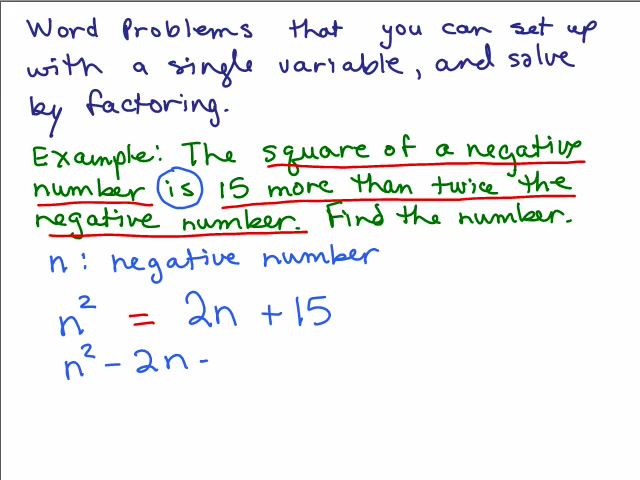 Word Problems that you can set up
with a single variable, and solve
by factoring.
Example: The square of a negative
number is 15 more than twice the
negative number. Find the number.
n: negative number
n² = 2n + 15
n² - 2n -